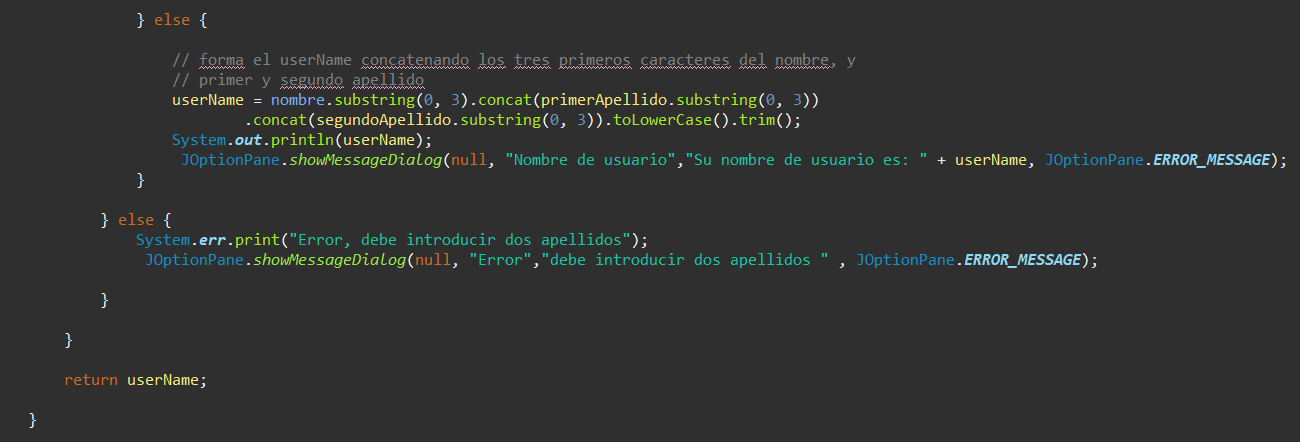 } else {
// forma el userName concatenando los tres primeros caracteres del nombre, y
// primer y segundo apellido
userName = nombre.substring(0, 3).concat(primerApellido.substring(0, 3))
.concat(segundoApellido.substring(0, 3)).toLowerCase().trim();
System.out.println(userName);
JOptionPane.showMessageDialog(null, "Nombre de usuario","Su nombre de usuario es: " + userName, JOptionPane.ERROR_MESSAGE);
}
} else {
System.err.print("Error, debe introducir dos apellidos");
JOptionPane.showMessageDialog(null, "Error","debe introducir dos apellidos " , JOptionPane.ERROR_MESSAGE);
}
}
return userName;
}